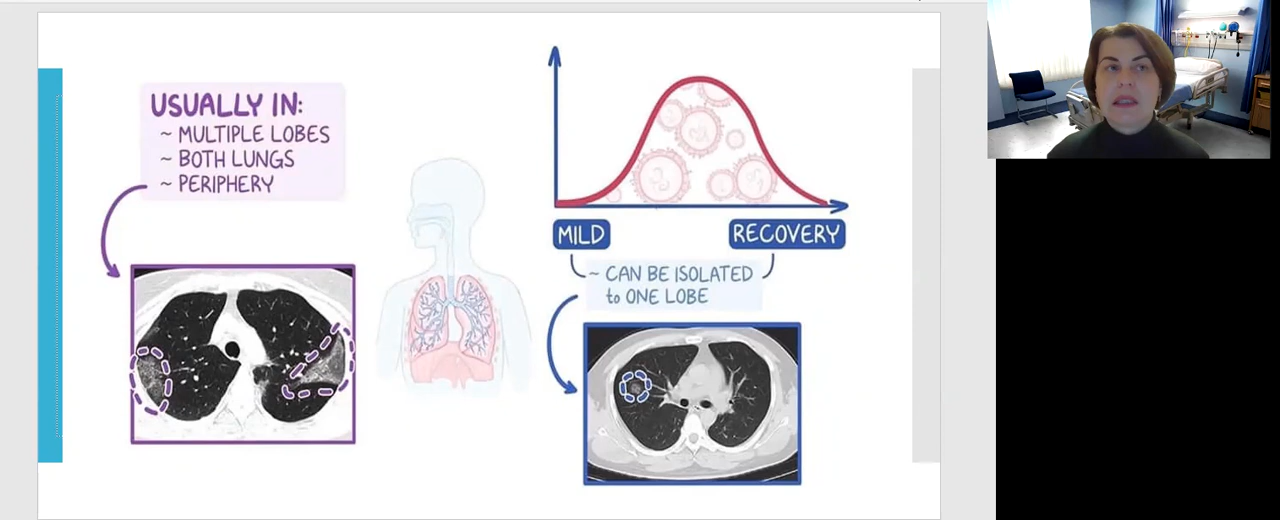 USUALLY IN:
~ MULTIPLE LOBES
~ BOTH LUNGS
~ PERIPHERY
MILD
RECOVERY
~ CAN BE ISOLATED
to ONE LOBE